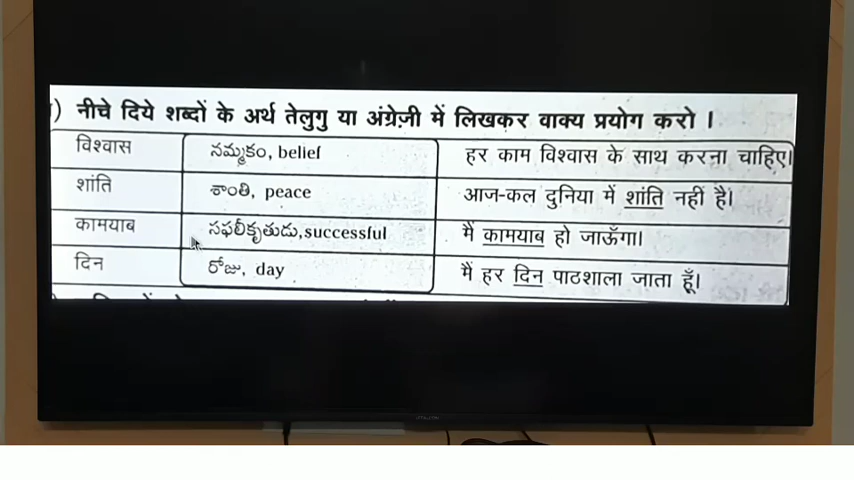 ) नीचे दिये शब्दों के अर्थ तेलुगु या अंग्रेज़ी में लिखकर वाक्य प्रयोग करो ।
विश्वास నమ్మకం, belief हर काम विश्वास के साथ करना चाहिए।
शांति శాంతి, peace आज-कल दुनिया में शांति नहीं है।
कामयाब సఫలీకృతుడు,successful मैं कामयाब हो जाऊँगा।
दिन రోజు, day मैं हर दिन पाठशाला जाता हूँ।